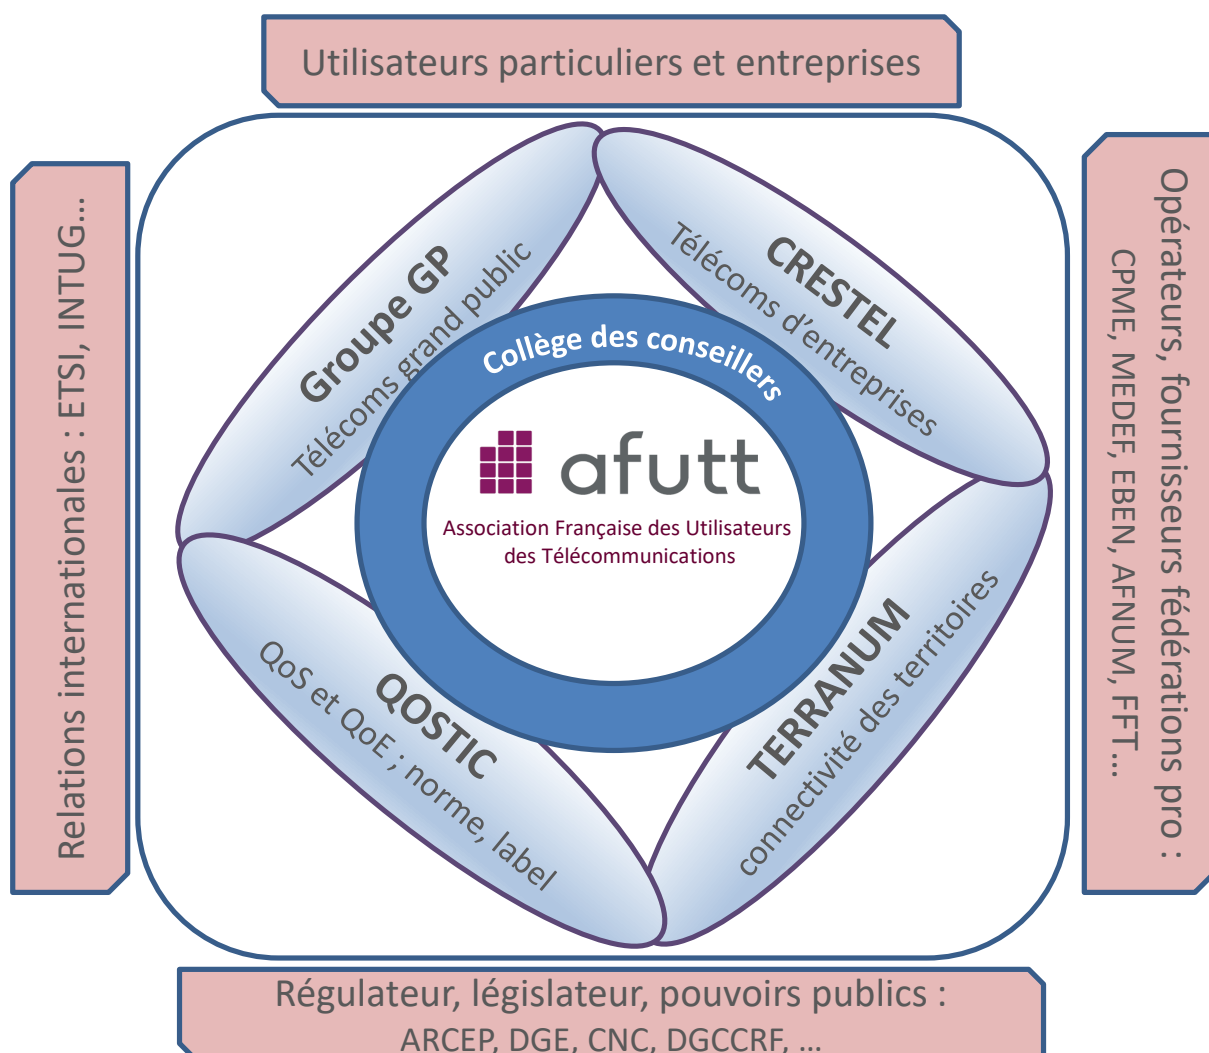 Utilisateurs particuliers et entreprises
Relations internationales : ETSI, INTUG…
Groupe GP
Télécoms grand public
CRESTEL
Télécoms d’entreprises
Opérateurs, fournisseurs fédérations pro :
CPME, MEDEF, EBEN, AFNUM, FFT…
Collège des conseillers
afutt
Association Française des Utilisateurs
des Télécommunications
QOSTIC
QoS et QoE ; norme, label
TERRANUM
connectivité des territoires
Régulateur, législateur, pouvoirs publics :
ARCEP, DGE, CNC, DGCCRF, …